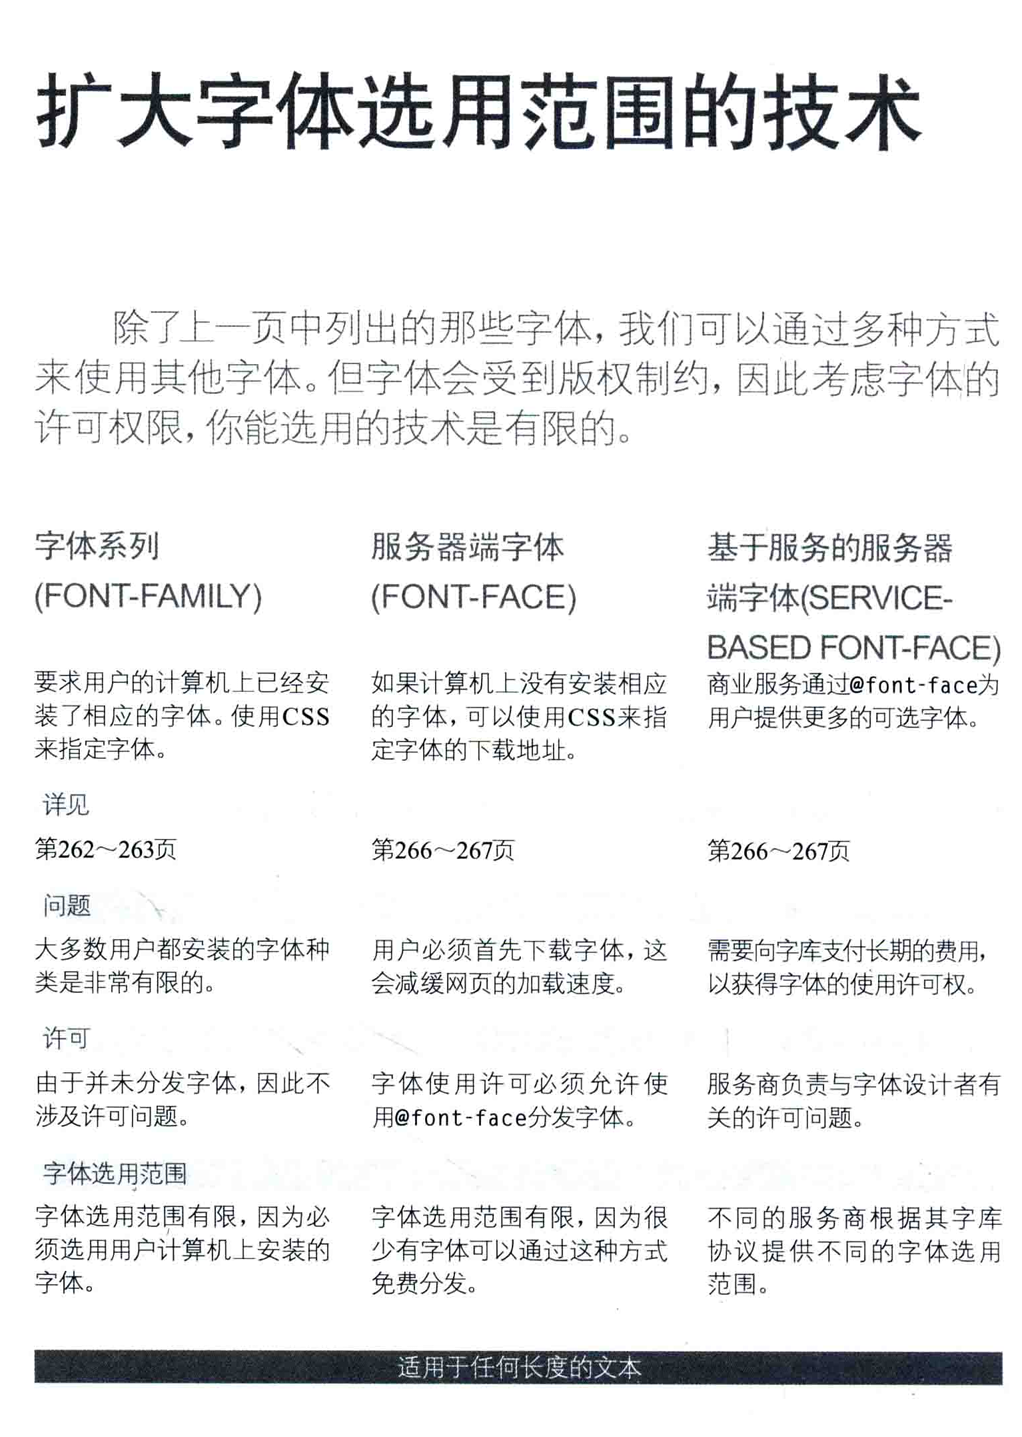 扩大字体选用范围的技术
除了上一页中列出的那些字体，我们可以通过多种方式
来使用其他字体。但字体会受到版权制约，因此考虑字体的
许可权限，你能选用的技术是有限的。
字体系列
(FONT-FAMILY)
要求用户的计算机上已经安
装了相应的字体。使用CSS
来指定字体。
服务器端字体
(FONT-FACE)
如果计算机上没有安装相应
的字体，可以使用CSS来指
定字体的下载地址。
基于服务的服务器
端字体(SERVICE-
BASED FONT-FACE)
商业服务通过@font-face为
用户提供更多的可选字体。
详见
第262～263页
第266～267页
第266～267页
问题
大多数用户都安装的字体种
类是非常有限的。
用户必须首先下载字体，这
会减缓网页的加载速度。
需要向字库支付长期的费用，
以获得字体的使用许可权。
许可
由于并未分发字体，因此不
涉及许可问题。
字体使用许可必须允许使
用@font-face分发字体。
服务商负责与字体设计者有
关的许可问题。
字体选用范围
字体选用范围有限，因为必
须选用用户计算机上安装的
字体。
字体选用范围有限，因为很
少有字体可以通过这种方式
免费分发。
不同的服务商根据其字库
协议提供不同的字体选用
范围。
适用于任何长度的文本